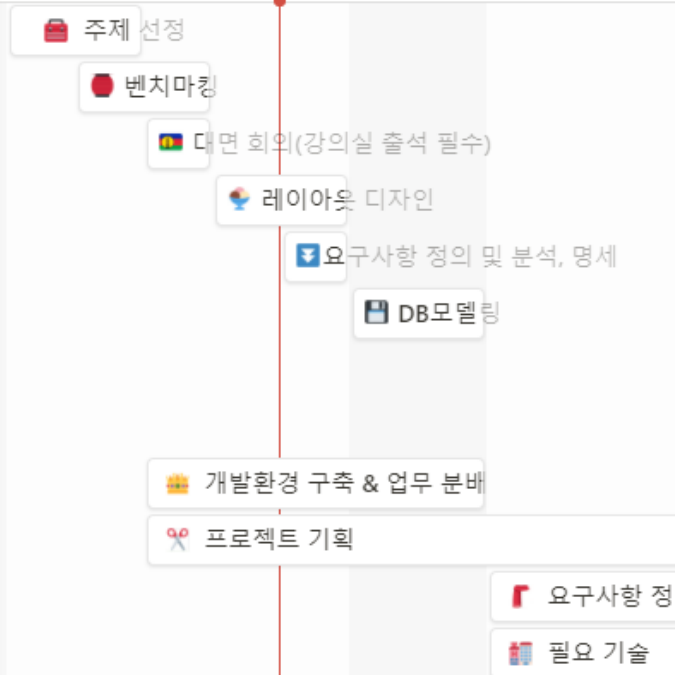 주제 선정
벤치마킹
대면 회의(강의실 출석 필수)
레이아웃 디자인
요구사항 정의 및 분석, 명세
DB모델링
개발환경 구축 & 업무 분배
프로젝트 기획
요구사항 정
필요 기술